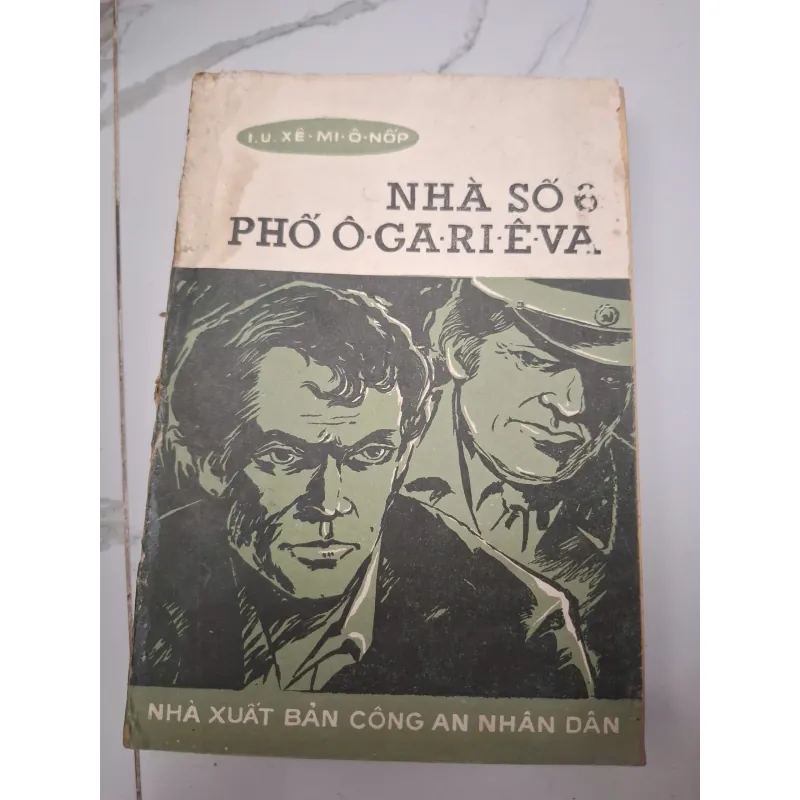 I.U. XÊ·MI·Ô·NỐP
NHÀ SỐ 6
PHỐ Ô·GA·RI·Ê·VA
NHÀ XUẤT BẢN CÔNG AN NHÂN DÂN